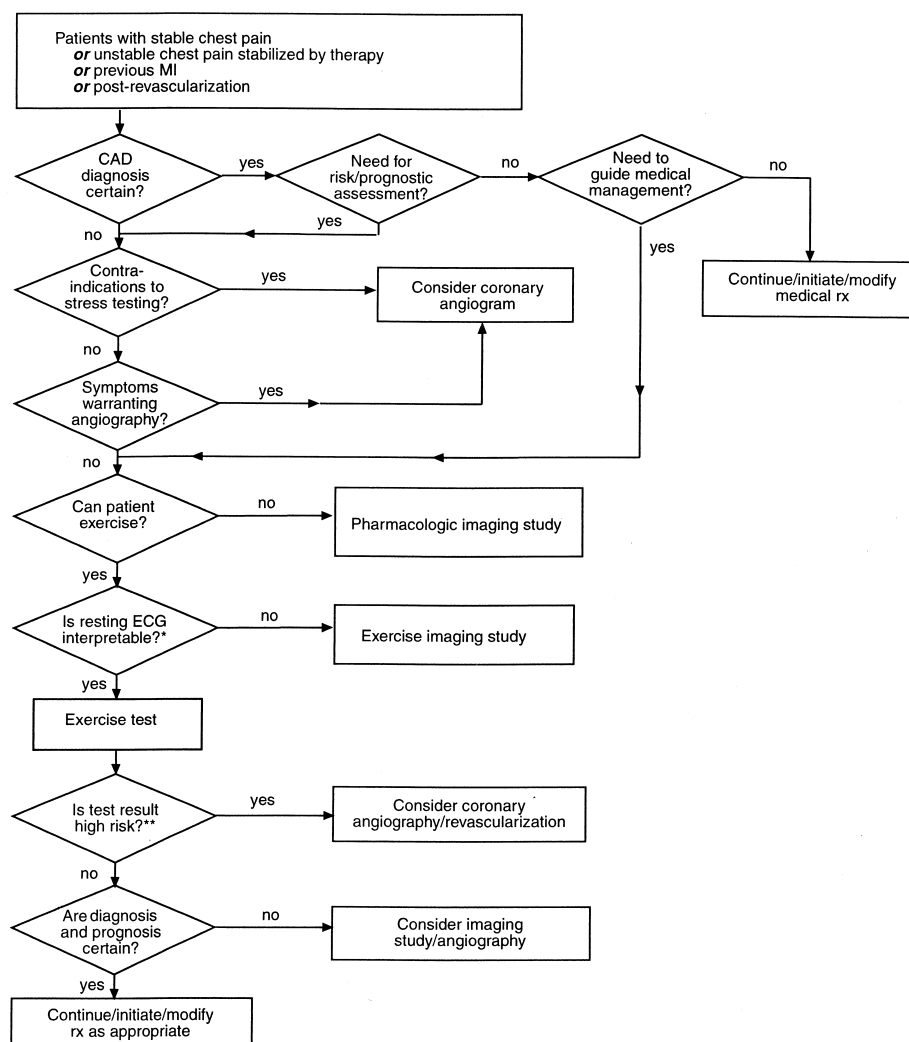 Patients with stable chest pain
or unstable chest pain stabilized by therapy
or previous MI
or post-revascularization
CAD
diagnosis
certain?
yes
Need for
risk/prognostic
assessment?
no
Need to
guide medical
management?
no
yes
no
yes
Contra-
indications to
stress testing?
yes
Consider coronary
angiogram
Continue/initiate/modify
medical rx
no
Symptoms
warranting
angiography?
yes
no
Can patient
exercise?
no
Pharmacologic imaging study
yes
Is resting ECG
interpretable?*
no
Exercise imaging study
yes
Exercise test
Is test result
high risk?**
yes
Consider coronary
angiography/revascularization
no
Are diagnosis
and prognosis
certain?
no
Consider imaging
study/angiography
yes
Continue/initiate/modify
rx as appropriate